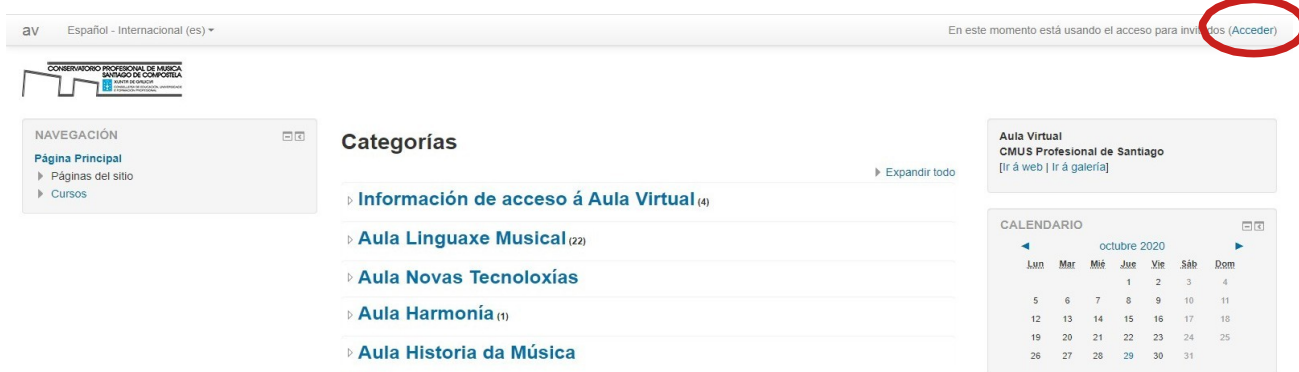 av Español - Internacional (es)
En este momento está usando el acceso para invitados (Acceder)
CONSERVATORIO PROFESIONAL DE MUSICA
SANTIAGO DE COMPOSTELA
XUNTA DE GALICIA
NAVEGACIÓN
Página Principal
Páginas del sitio
Cursos
Categorías
Expandir todo
Información de acceso á Aula Virtual (4)
Aula Linguaxe Musical (22)
Aula Novas Tecnoloxías
Aula Harmonía (1)
Aula Historia da Música
Aula Virtual
CMUS Profesional de Santiago
[Ir á web | Ir á galería]
CALENDARIO
octubre 2020
Lun Mar Mié Jue Vie Sáb Dom
1 2 3 4
5 6 7 8 9 10 11
12 13 14 15 16 17 18
19 20 21 22 23 24 25
26 27 28 29 30 31